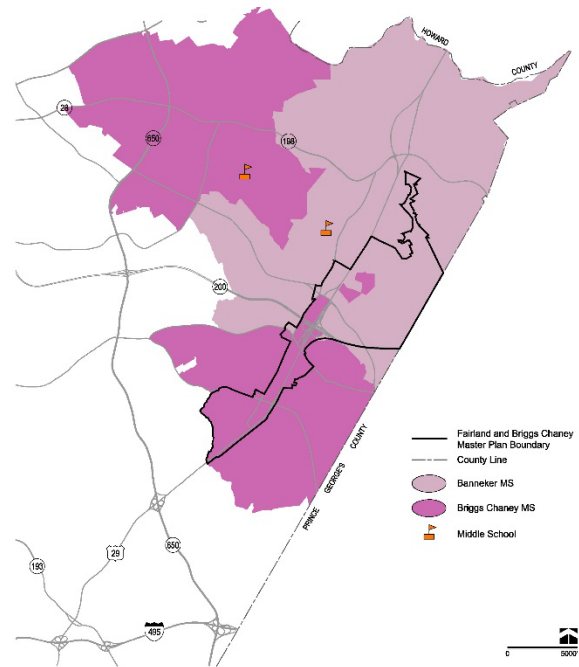 HOWARD
COUNTY
28
650
198
200
PRINCE GEORGE'S COUNTY
Fairland and Briggs Chaney
Master Plan Boundary
County Line
Banneker MS
Briggs Chaney MS
Middle School
29
650
193
495
0 5000'